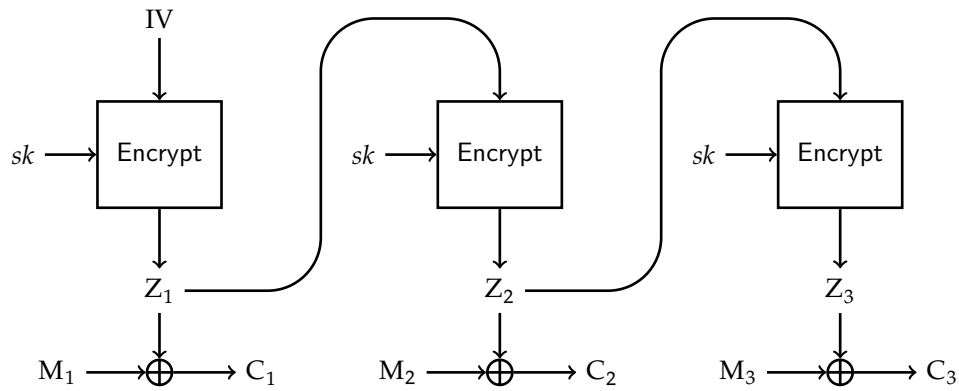 IV
sk Encrypt sk Encrypt sk Encrypt
Z1 Z2 Z3
M1 C1 M2 C2 M3 C3